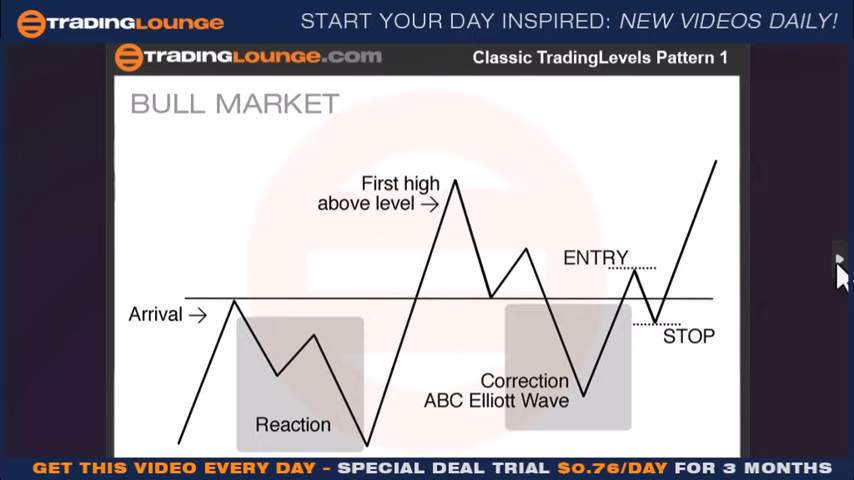 TRADINGLOUNGE
START YOUR DAY INSPIRED: NEW VIDEOS DAILY!
TRADINGLOUNGE.COM
Classic TradingLevels Pattern 1
BULL MARKET
First high
above level
ENTRY
Arrival
STOP
Correction
ABC Elliott Wave
Reaction
GET THIS VIDEO EVERY DAY - SPECIAL DEAL TRIAL $0.76/DAY FOR 3 MONTHS